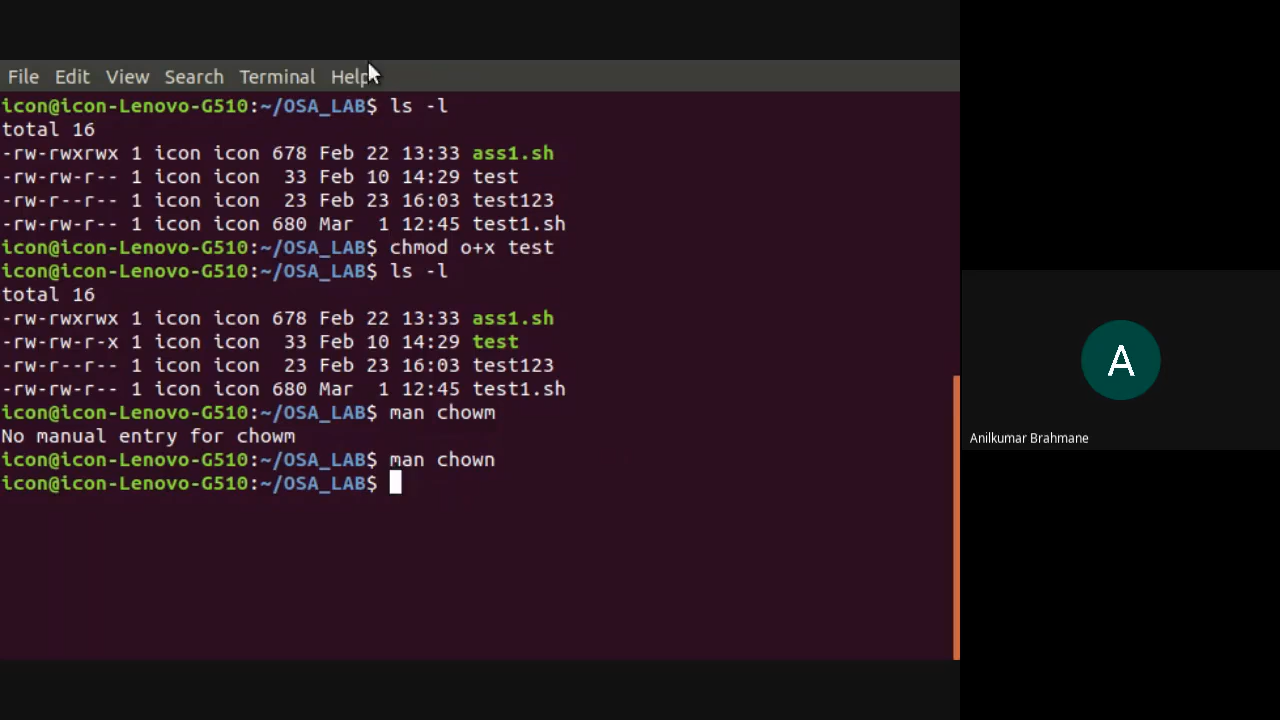 File Edit View Search Terminal Help
icon@icon-Lenovo-G510:~/OSA_LAB$ ls -l
total 16
-rw-rwxrwx 1 icon icon 678 Feb 22 13:33 ass1.sh
-rw-rw-r-- 1 icon icon  33 Feb 10 14:29 test
-rw-r--r-- 1 icon icon  23 Feb 23 16:03 test123
-rw-rw-r-- 1 icon icon 680 Mar  1 12:45 test1.sh
icon@icon-Lenovo-G510:~/OSA_LAB$ chmod o+x test
icon@icon-Lenovo-G510:~/OSA_LAB$ ls -l
total 16
-rw-rwxrwx 1 icon icon 678 Feb 22 13:33 ass1.sh
-rw-rw-r-x 1 icon icon  33 Feb 10 14:29 test
-rw-r--r-- 1 icon icon  23 Feb 23 16:03 test123
-rw-rw-r-- 1 icon icon 680 Mar  1 12:45 test1.sh
icon@icon-Lenovo-G510:~/OSA_LAB$ man chowm
No manual entry for chowm
icon@icon-Lenovo-G510:~/OSA_LAB$ man chown
icon@icon-Lenovo-G510:~/OSA_LAB$
A
Anilkumar Brahmane